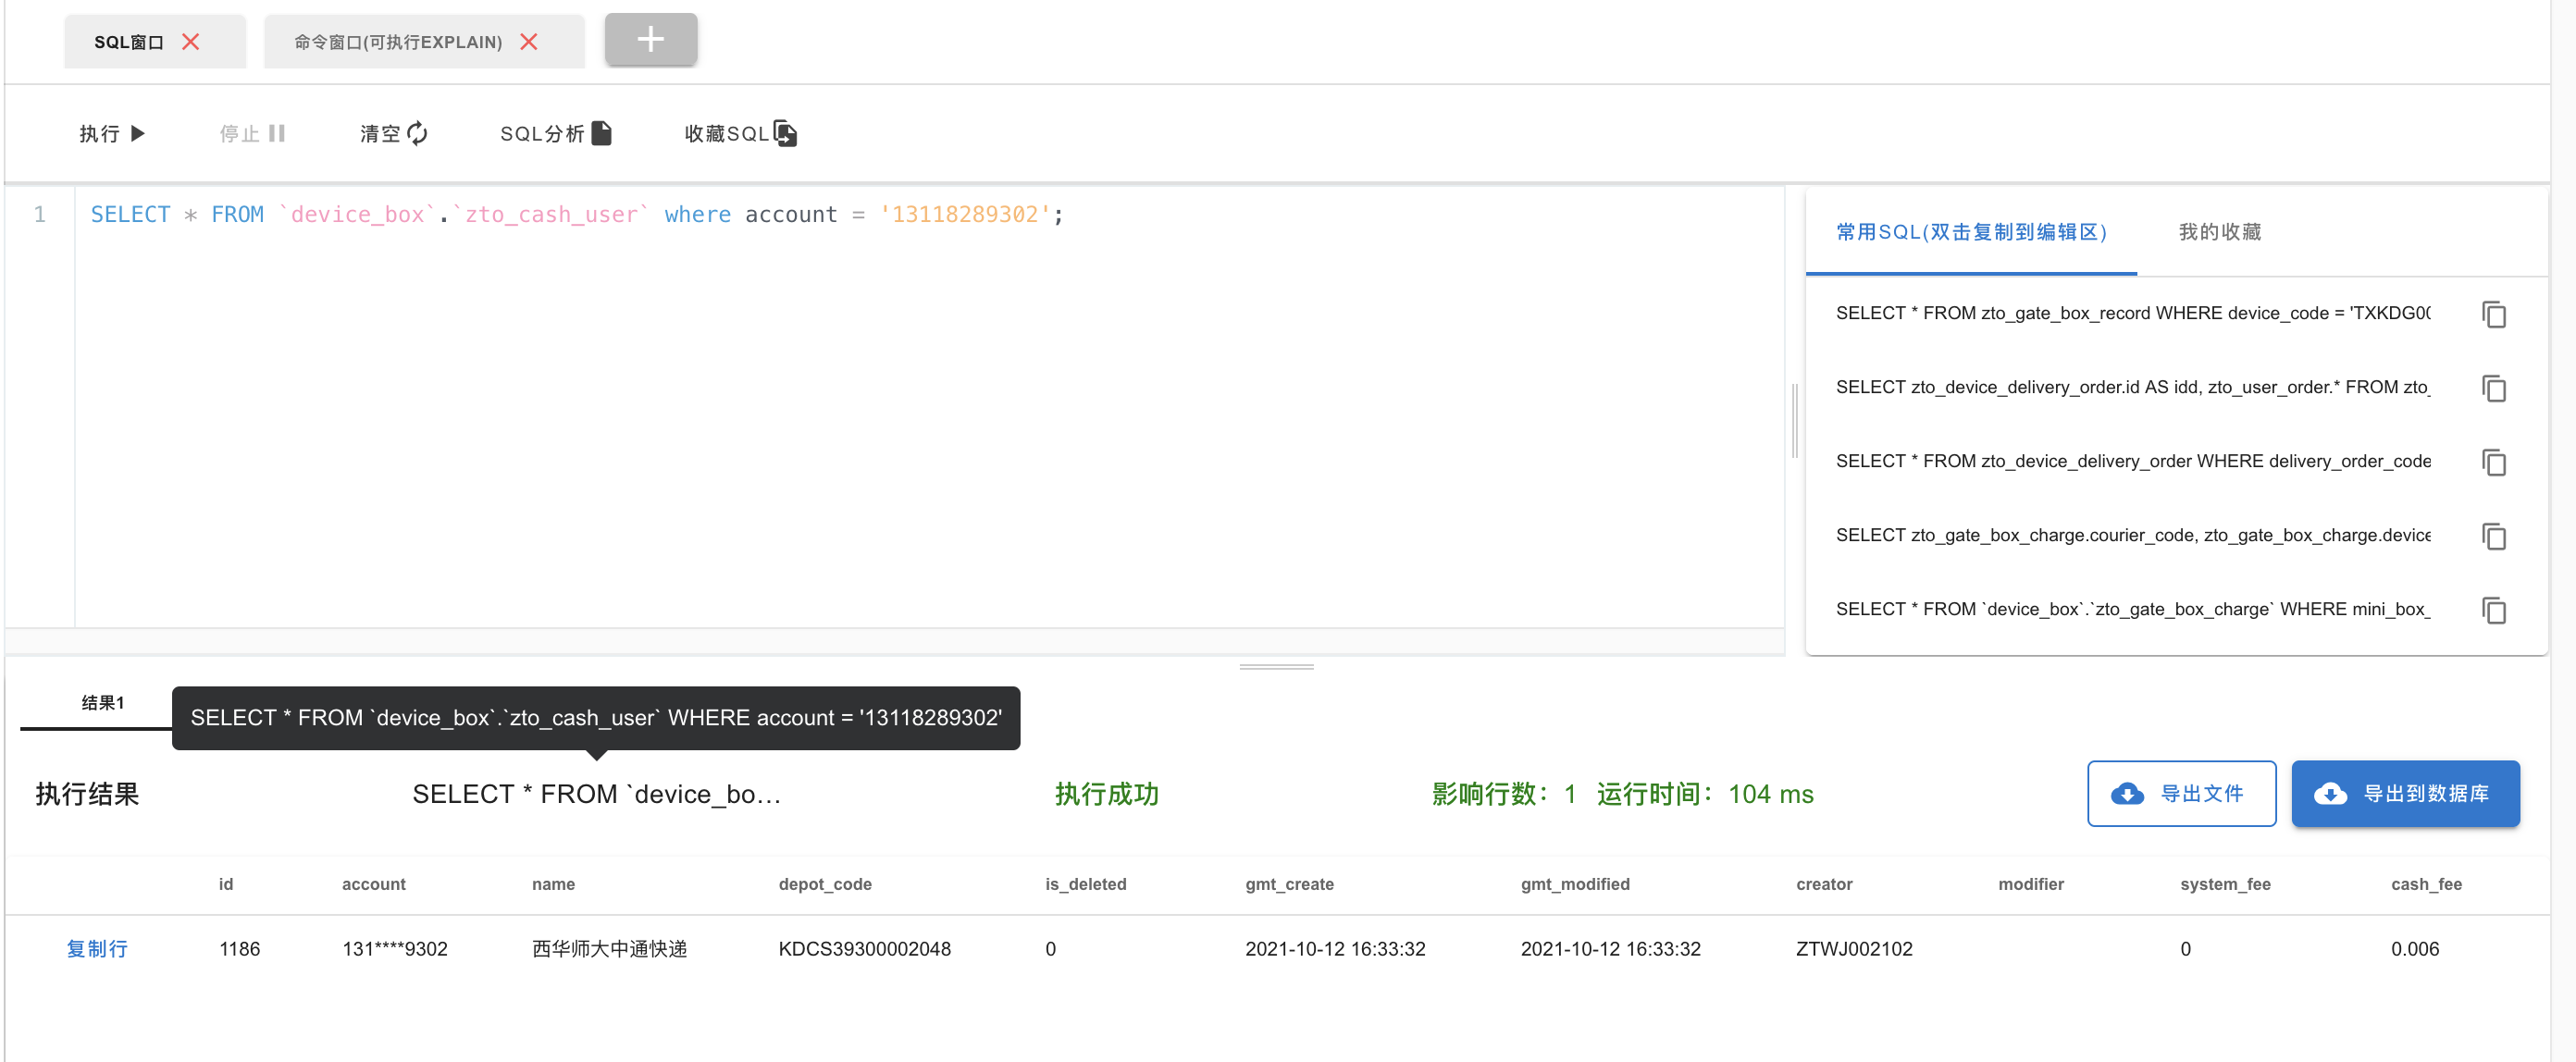 SQL窗口
命令窗口(可执行EXPLAIN)
执行
停止
清空
SQL分析
收藏SQL
1
SELECT * FROM `device_box`.`zto_cash_user` where account = '13118289302';
常用SQL(双击复制到编辑区)
我的收藏
SELECT * FROM zto_gate_box_record WHERE device_code = 'TXKDG00
SELECT zto_device_delivery_order.id AS idd, zto_user_order.* FROM zto_
SELECT * FROM zto_device_delivery_order WHERE delivery_order_code
SELECT zto_gate_box_charge.courier_code, zto_gate_box_charge.device
SELECT * FROM `device_box`.`zto_gate_box_charge` WHERE mini_box_
结果1
SELECT * FROM `device_box`.`zto_cash_user` WHERE account = '13118289302'
执行结果
SELECT * FROM `device_bo…
执行成功
影响行数：1 运行时间：104 ms
导出文件
导出到数据库
id account name depot_code is_deleted gmt_create gmt_modified creator modifier system_fee cash_fee
复制行 1186 131****9302 西华师大中通快递 KDCS39300002048 0 2021-10-12 16:33:32 2021-10-12 16:33:32 ZTWJ002102 0 0.006